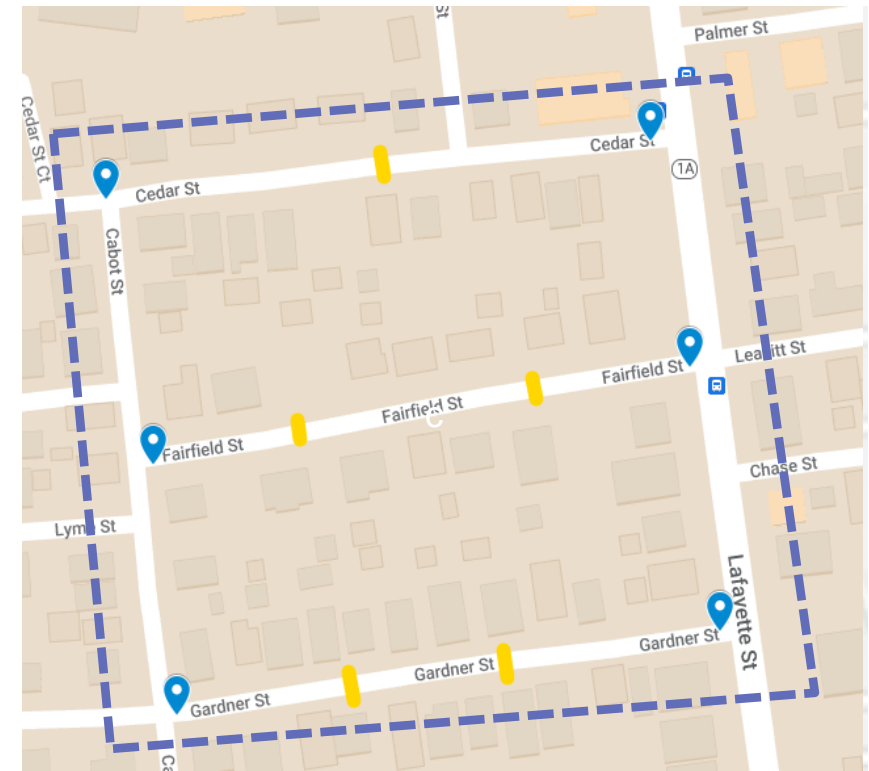 St
Palmer St
Cedar St Ct
Cedar St
1A
Cedar St
Cabot St
Leavitt St
Fairfield St
Fairfield St
Fairfield St
Chase St
Lyme St
Lafayette St
Gardner St
Gardner St
Gardner St